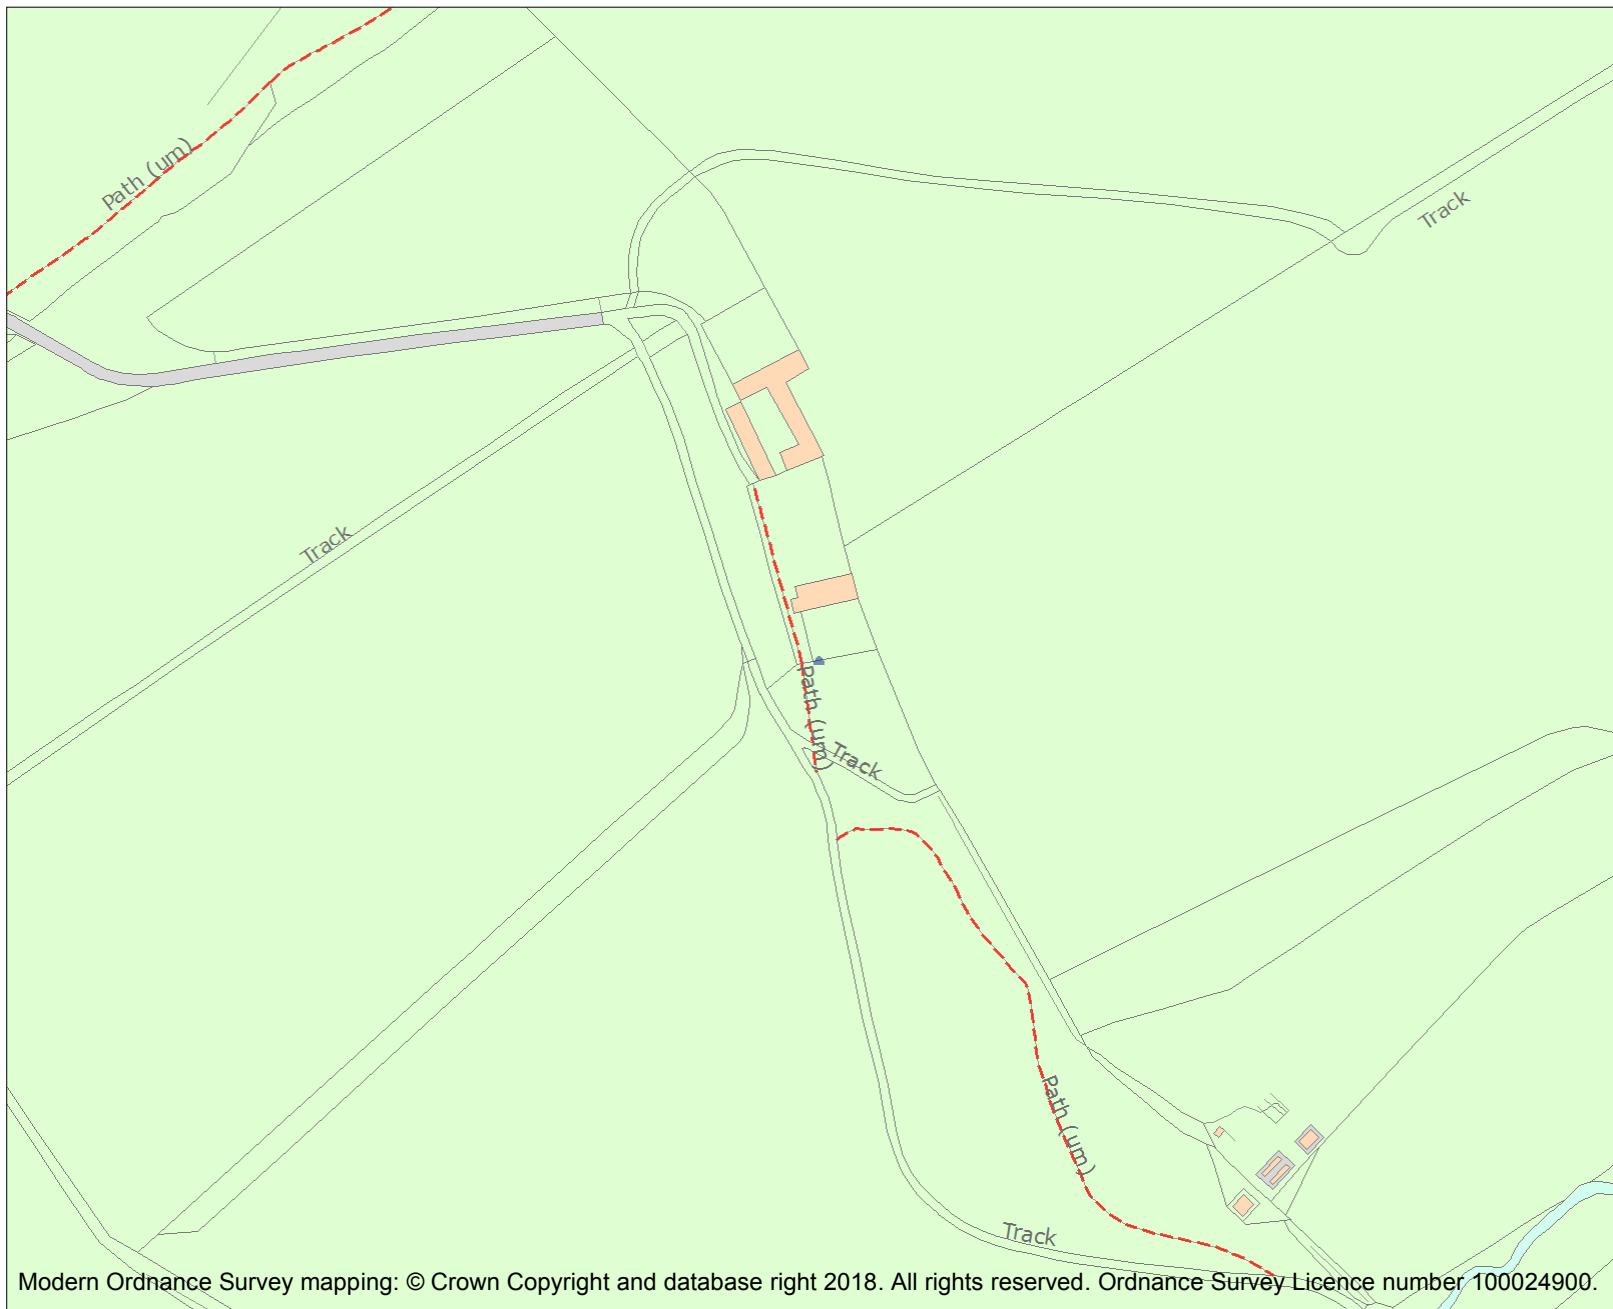 Path (um)
Track
Track
Path (um)
Track
Path (um)
Track
Modern Ordnance Survey mapping: © Crown Copyright and database right 2018. All rights reserved. Ordnance Survey Licence number 100024900.